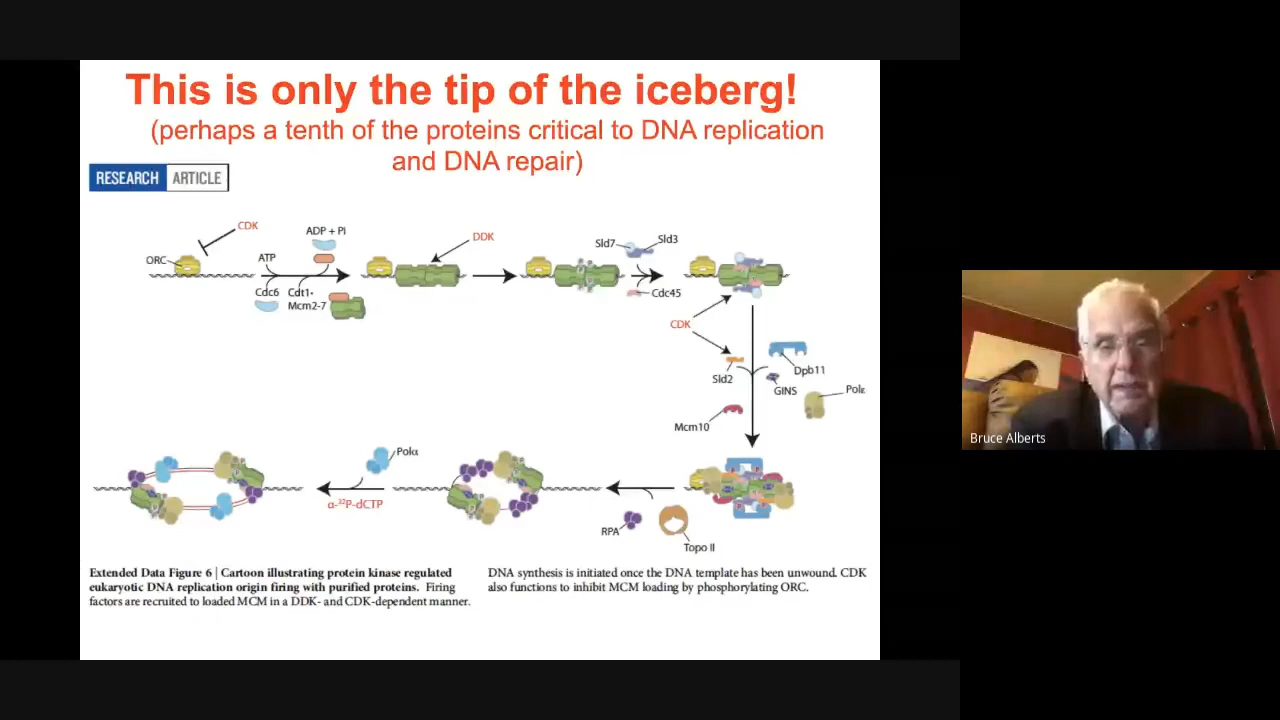 This is only the tip of the iceberg!
(perhaps a tenth of the proteins critical to DNA replication
and DNA repair)
RESEARCH ARTICLE
CDK
ADP + Pi
ORC
ATP
Cdc6
Cdt1•
Mcm2-7
DDK
Sld7
Sld3
Cdc45
CDK
Sld2
Dpb11
GINS
Polε
Mcm10
Polα
α-³²P-dCTP
RPA
Topo II
Extended Data Figure 6 | Cartoon illustrating protein kinase regulated
eukaryotic DNA replication origin firing with purified proteins. Firing
factors are recruited to loaded MCM in a DDK- and CDK-dependent manner.
DNA synthesis is initiated once the DNA template has been unwound. CDK
also functions to inhibit MCM loading by phosphorylating ORC.
Bruce Alberts